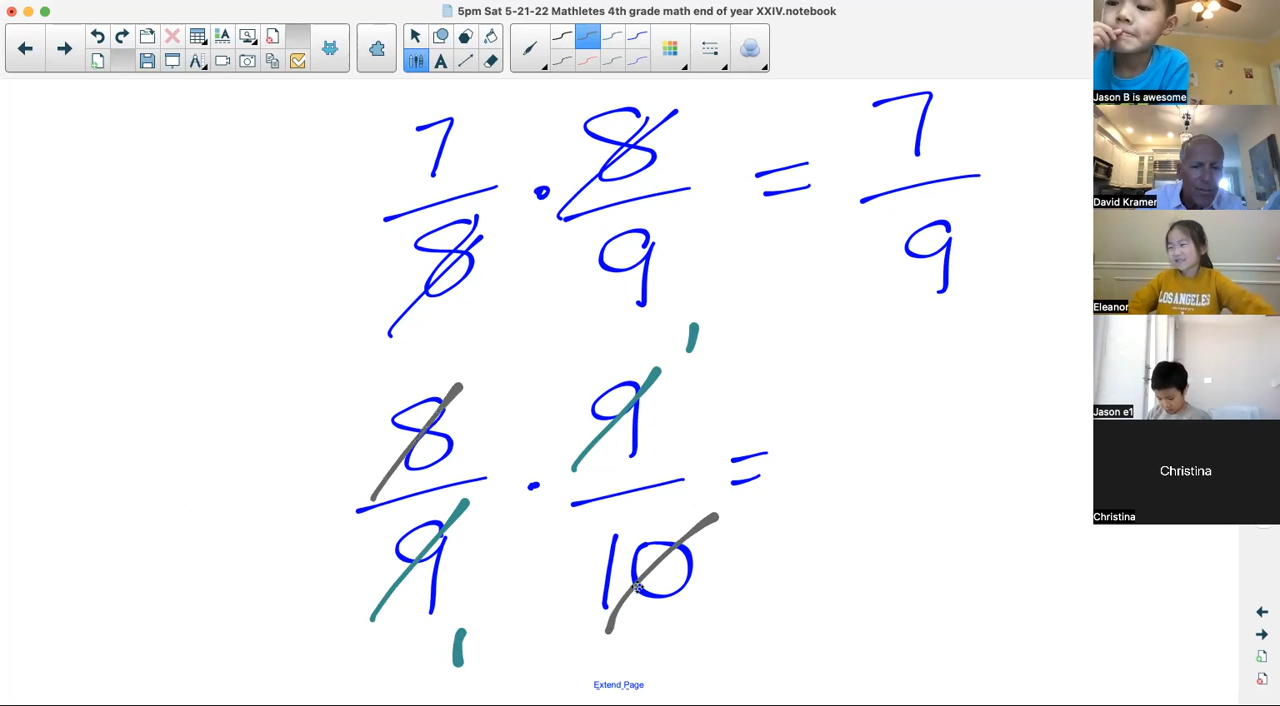 5pm Sat 5-21-22 Mathletes 4th grade math end of year XXIV.notebook
7/8 · 8/9 = 7/9
8/9 · 9/10 =
1
1
Extend Page
Jason B is awesome
David Kramer
LOS ANGELES
Eleanor
Jason e1
Christina
Christina